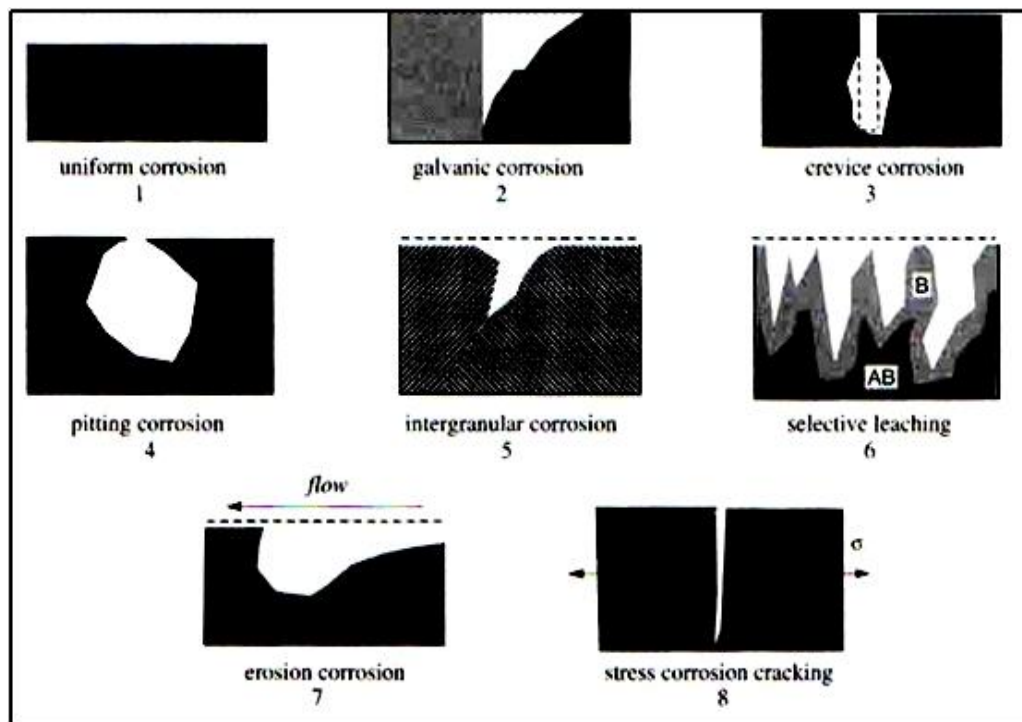 uniform corrosion
1
galvanic corrosion
2
crevice corrosion
3
pitting corrosion
4
intergranular corrosion
5
B
AB
selective leaching
6
flow
erosion corrosion
7
σ
stress corrosion cracking
8